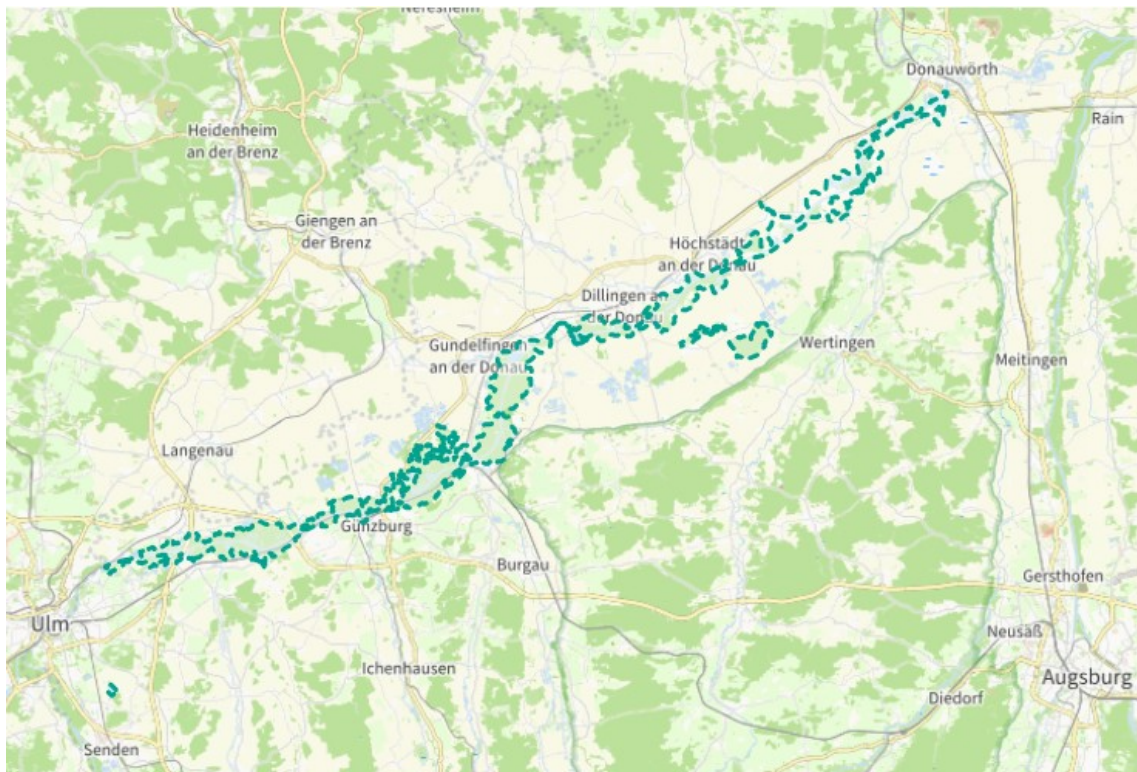 Neresheim
Donauwörth
Rain
Heidenheim
an der Brenz
Giengen an
der Brenz
Höchstädt
an der Donau
Dillingen an
der Donau
Gundelfingen
an der Donau
Wertingen
Meitingen
Langenau
Günzburg
Burgau
Gersthofen
Ulm
Neusäß
Ichenhausen
Augsburg
Diedorf
Senden